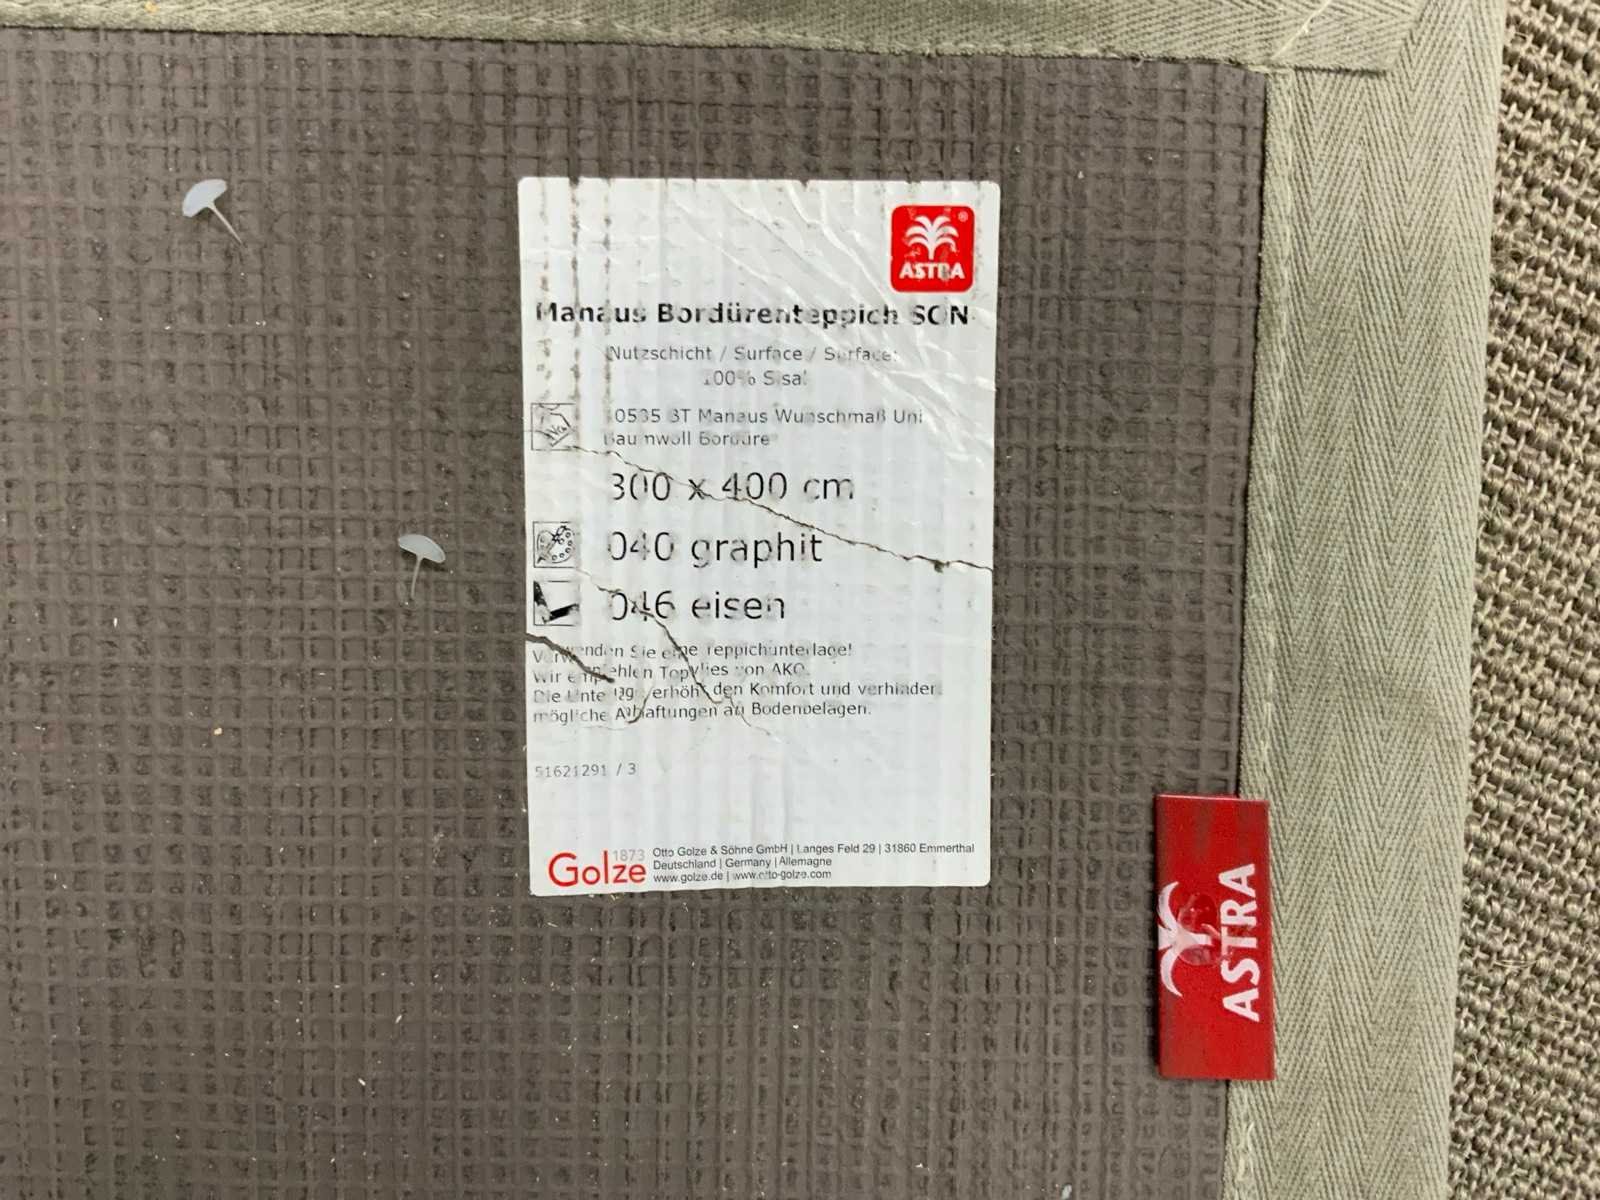 ASTRA
Manaus Bordürenteppich SON
Nutzschicht / Surface / Surface:
100% Sisal
0535 BT Manaus Wunschmaß Uni
Baumwoll Bordüre
300 x 400 cm
040 graphit
046 eisen
Verwenden Sie eine Teppichunterlage!
Wir empfehlen Topvlies von AKO.
Die Unterlage erhöht den Komfort und verhindert
mögliche Anhaftungen an Bodenbelägen.
51621291 / 3
Golze 1873
Otto Golze & Söhne GmbH | Langes Feld 29 | 31860 Emmerthal
Deutschland | Germany | Allemagne
www.golze.de | www.otto-golze.com
ASTRA